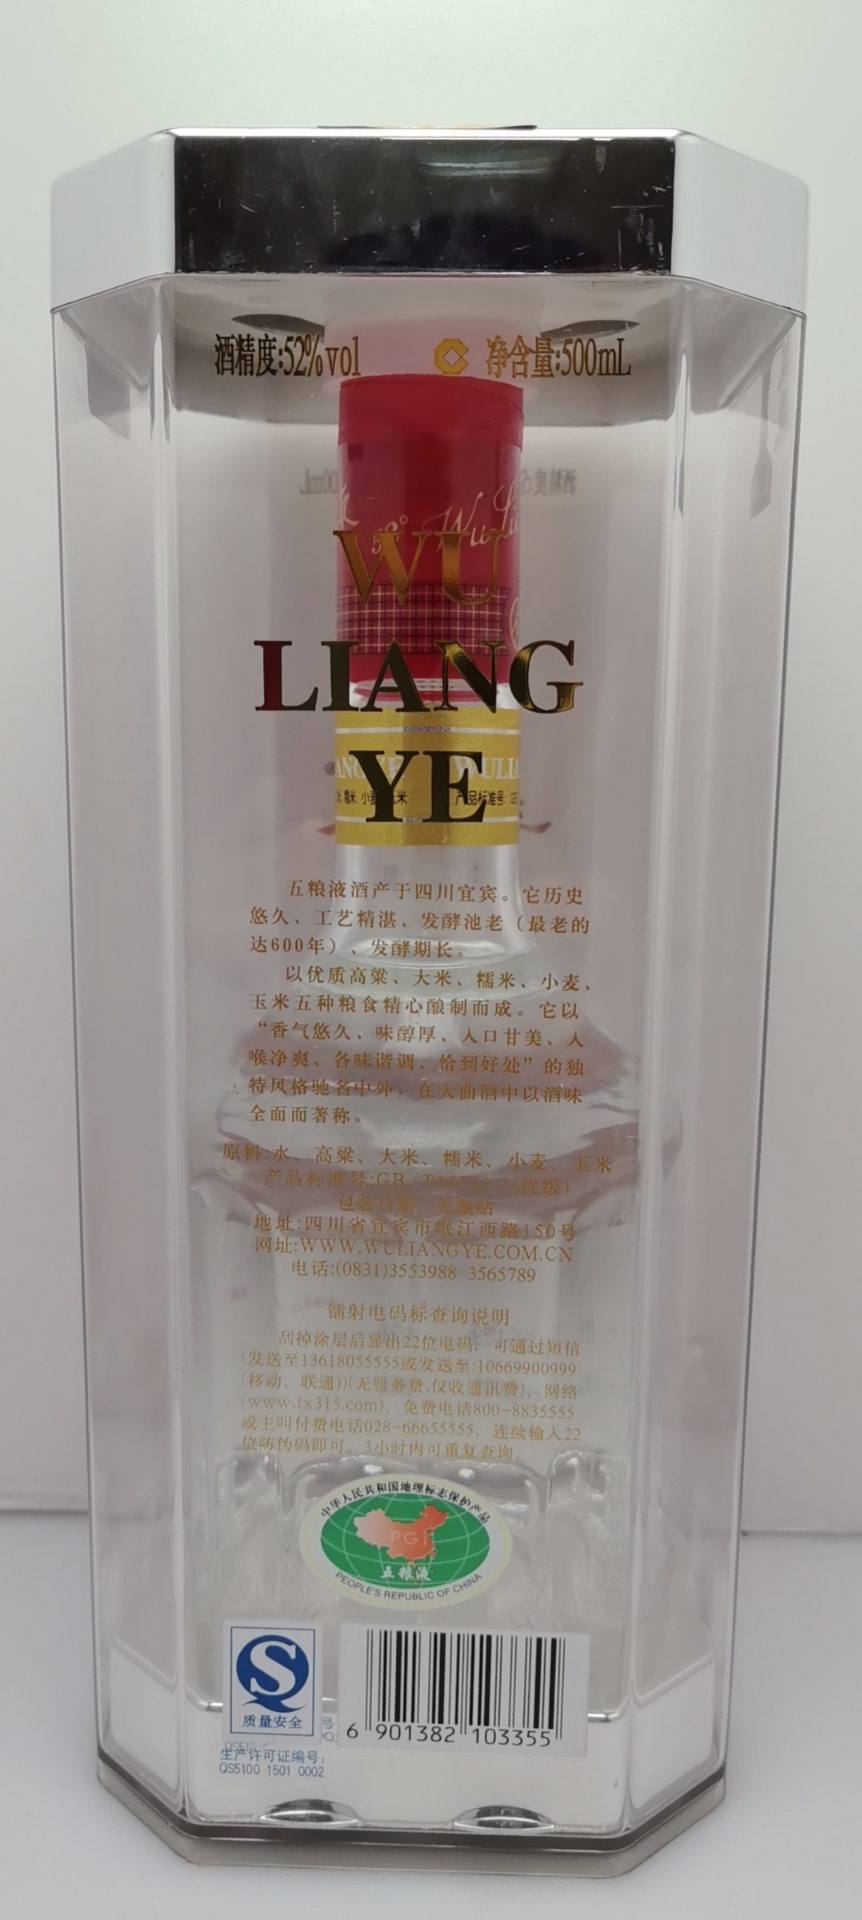 酒精度:52%vol 净含量:500mL
WU
LIANG
YE
五粮液酒产于四川宜宾。它历史
悠久、工艺精湛、发酵池老（最老的
达600年）、发酵期长。
以优质高粱、大米、糯米、小麦、
玉米五种粮食精心酿制而成。它以
“香气悠久、味醇厚、入口甘美、入
喉净爽、各味谐调、恰到好处”的独
特风格驰名中外，在大曲酒中以酒味
全面而著称。
原料:水、高粱、大米、糯米、小麦、玉米
产品标准号:GB/T (优级)
包装日期:见瓶贴
地址:四川省宜宾市岷江西路150号
网址:WWW.WULIANGYE.COM.CN
电话:(0831)3553988 3565789
镭射电码标查询说明
刮掉涂层后显出22位电码，可通过短信
(发送至13618055555或发送至:10669900999
(移动、联通)(无服务费,仅收通讯费)、网络
(www.tx315.com)、免费电话800-8835555
或主叫付费电话028-66655555，连续输入22
位防伪码即可，3小时内可重复查询。
中华人民共和国地理标志保护产品
PGI
五粮液
PEOPLE'S REPUBLIC OF CHINA
质量安全
6 901382 103355
生产许可证编号:
QS5100 1501 0002